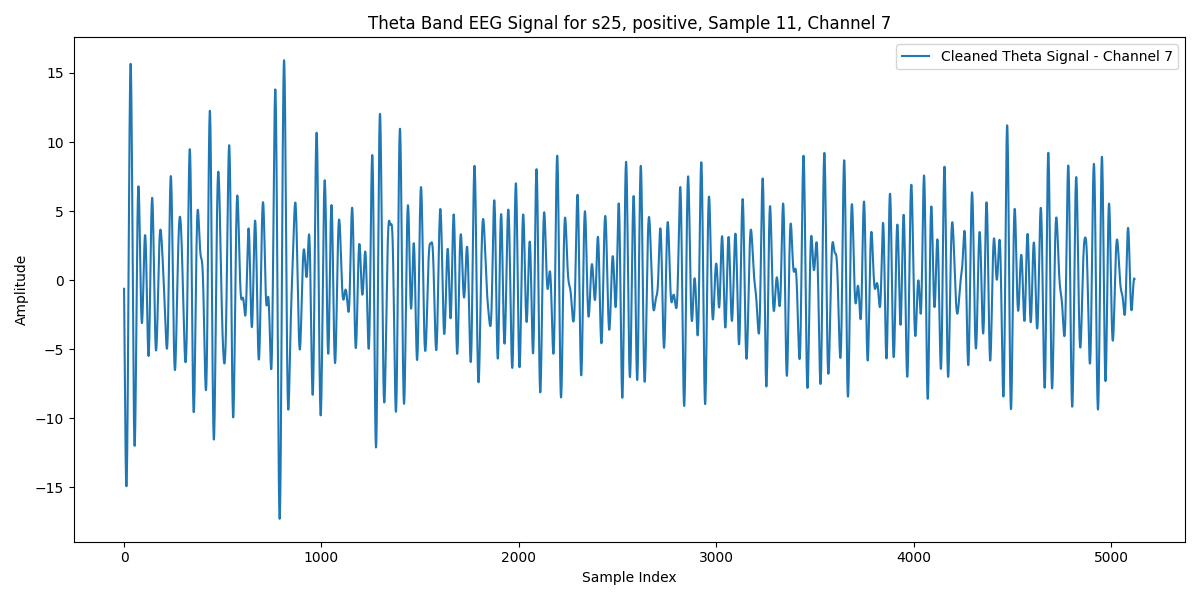 Theta Band EEG Signal for s25, positive, Sample 11, Channel 7
Cleaned Theta Signal - Channel 7
15
10
5
0
−5
−10
−15
Amplitude
0 1000 2000 3000 4000 5000
Sample Index